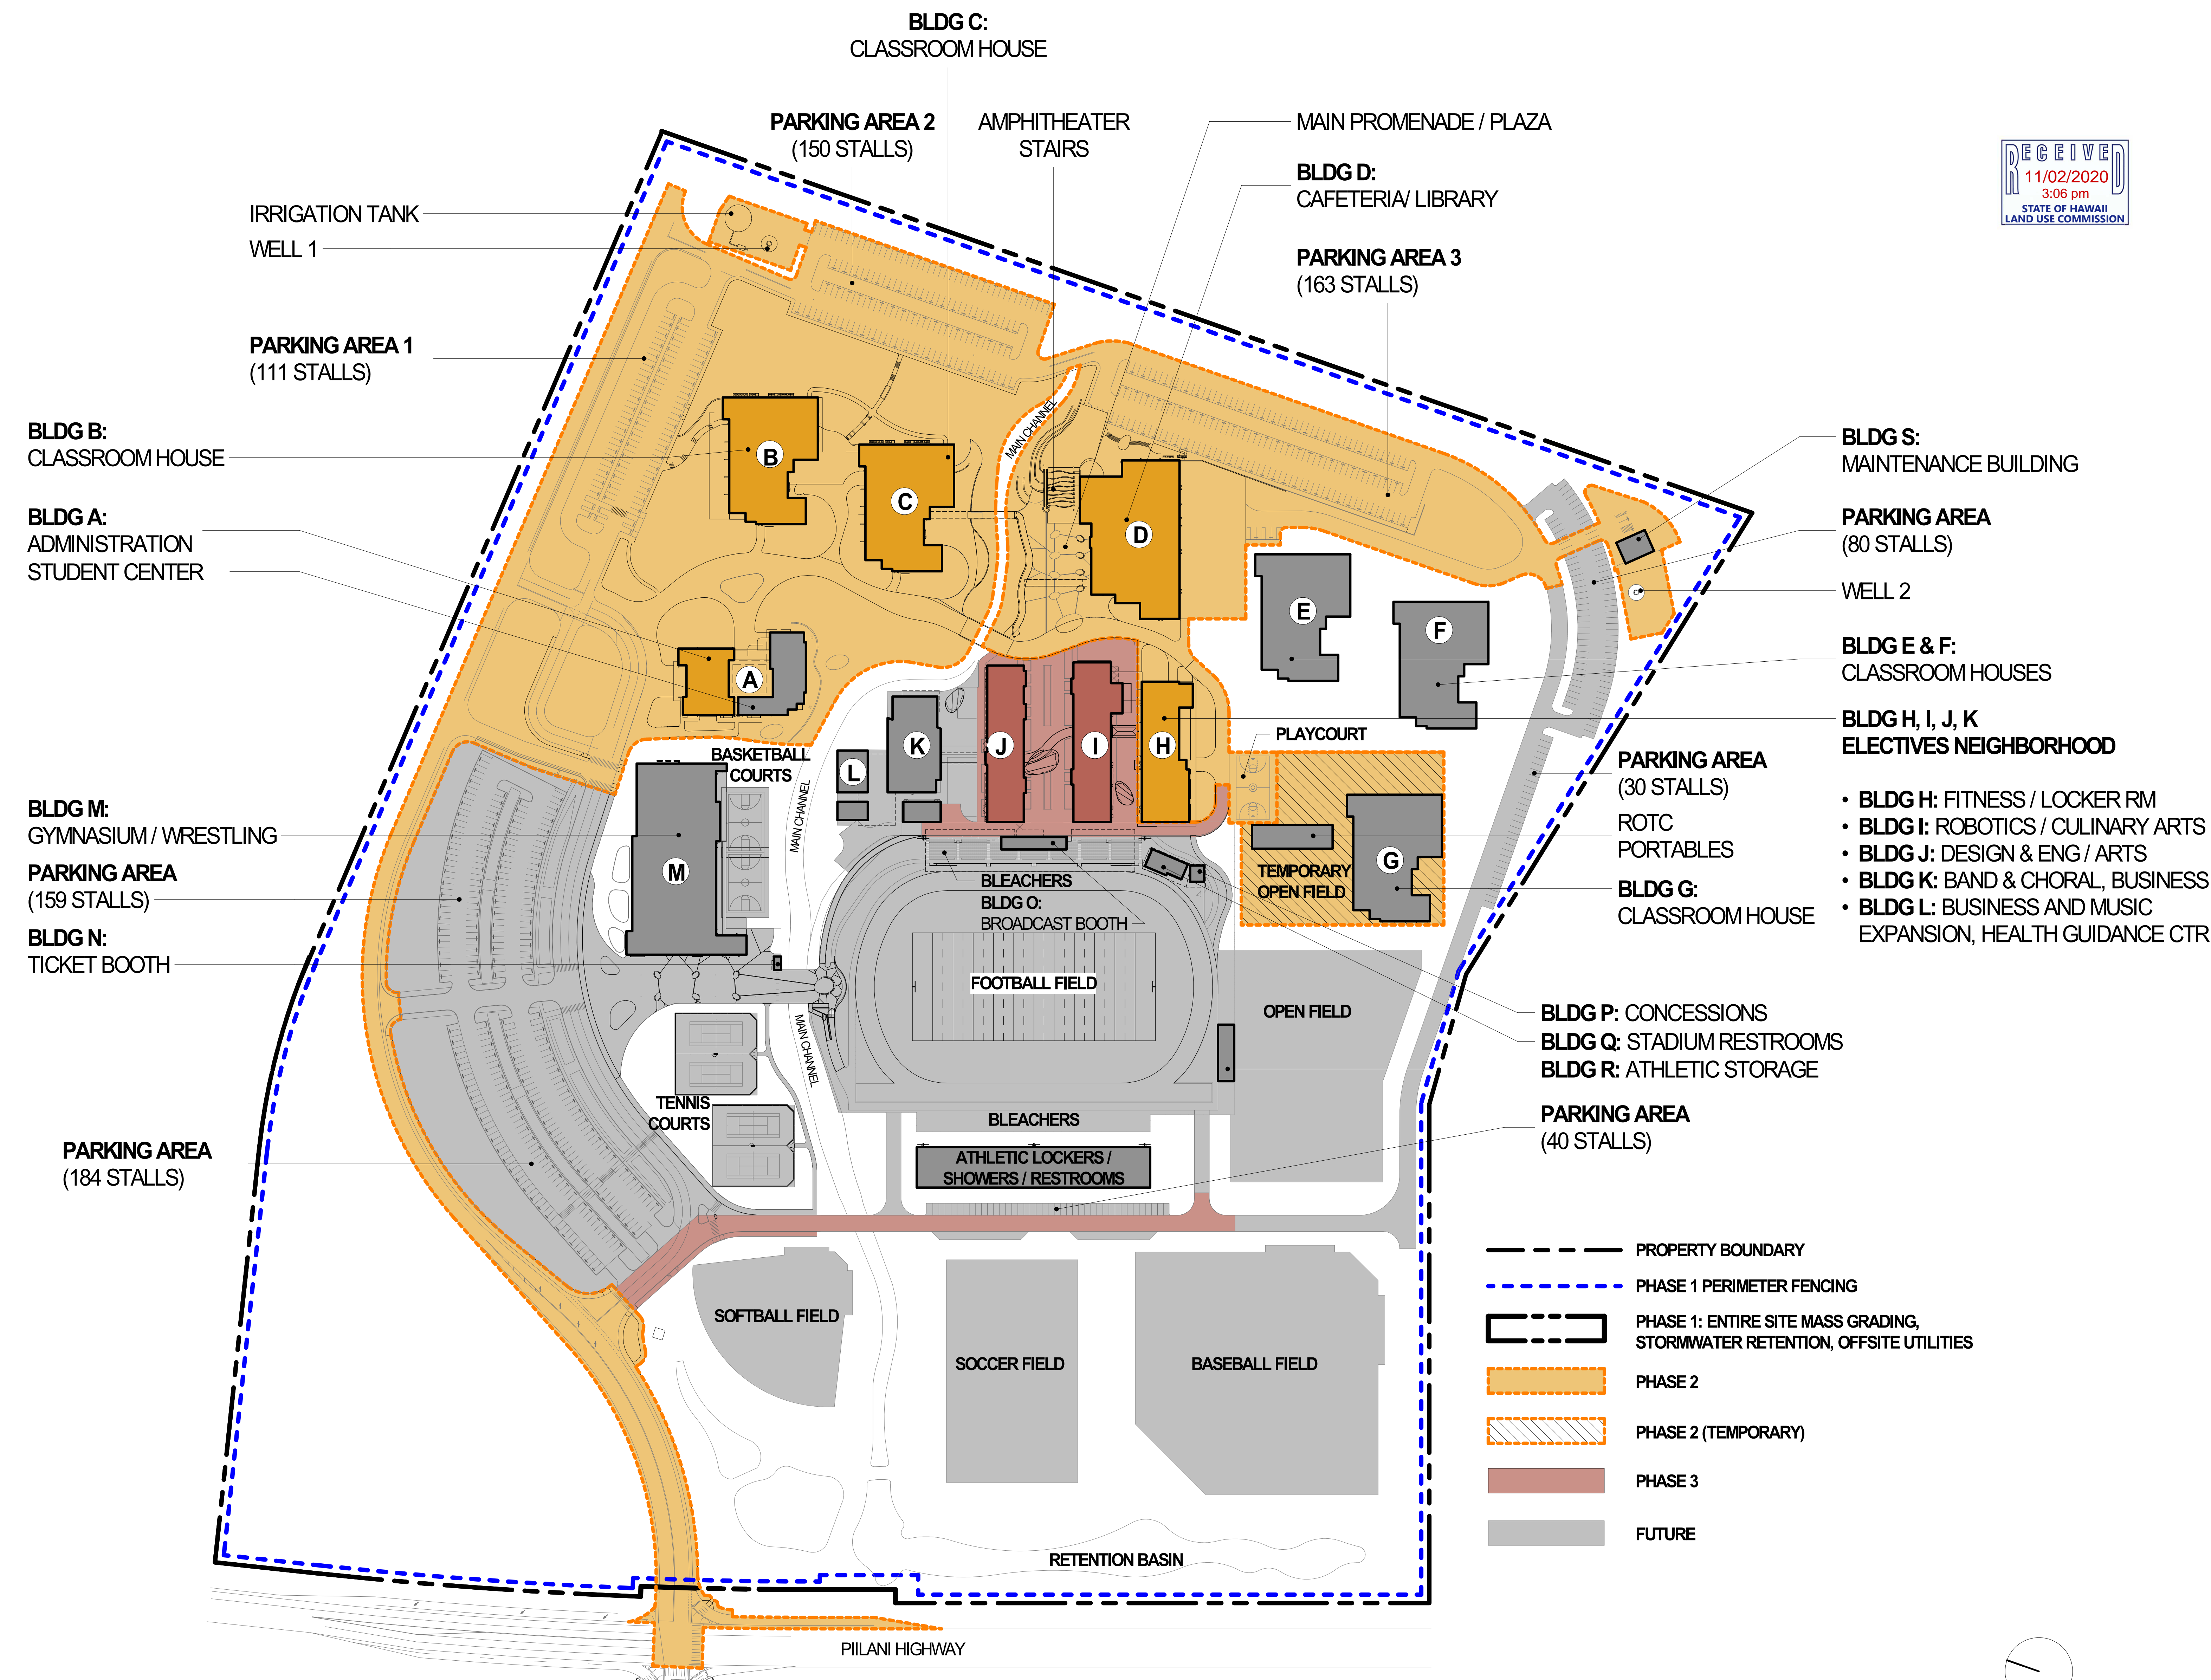 BLDG C:
CLASSROOM HOUSE
PARKING AREA 2
(150 STALLS)
AMPHITHEATER
STAIRS
MAIN PROMENADE / PLAZA
BLDG D:
CAFETERIA/ LIBRARY
PARKING AREA 3
(163 STALLS)
RECEIVED
11/02/2020
3:06 pm
STATE OF HAWAII
LAND USE COMMISSION
IRRIGATION TANK
WELL 1
PARKING AREA 1
(111 STALLS)
BLDG B:
CLASSROOM HOUSE
BLDG A:
ADMINISTRATION
STUDENT CENTER
BLDG M:
GYMNASIUM / WRESTLING
PARKING AREA
(159 STALLS)
BLDG N:
TICKET BOOTH
PARKING AREA
(184 STALLS)
B
C
MAIN CHANNEL
D
E
F
A
K
J
I
H
L
BASKETBALL
COURTS
MAIN CHANNEL
M
PLAYCOURT
TEMPORARY
OPEN FIELD
G
BLEACHERS
BLDG O:
BROADCAST BOOTH
FOOTBALL FIELD
OPEN FIELD
MAIN CHANNEL
TENNIS
COURTS
BLEACHERS
ATHLETIC LOCKERS /
SHOWERS / RESTROOMS
SOFTBALL FIELD
SOCCER FIELD
BASEBALL FIELD
RETENTION BASIN
PIILANI HIGHWAY
BLDG S:
MAINTENANCE BUILDING
PARKING AREA
(80 STALLS)
WELL 2
BLDG E & F:
CLASSROOM HOUSES
BLDG H, I, J, K
ELECTIVES NEIGHBORHOOD
• BLDG H: FITNESS / LOCKER RM
• BLDG I: ROBOTICS / CULINARY ARTS
• BLDG J: DESIGN & ENG / ARTS
• BLDG K: BAND & CHORAL, BUSINESS
• BLDG L: BUSINESS AND MUSIC
EXPANSION, HEALTH GUIDANCE CTR
PARKING AREA
(30 STALLS)
ROTC
PORTABLES
BLDG G:
CLASSROOM HOUSE
BLDG P: CONCESSIONS
BLDG Q: STADIUM RESTROOMS
BLDG R: ATHLETIC STORAGE
PARKING AREA
(40 STALLS)
PROPERTY BOUNDARY
PHASE 1 PERIMETER FENCING
PHASE 1: ENTIRE SITE MASS GRADING,
STORMWATER RETENTION, OFFSITE UTILITIES
PHASE 2
PHASE 2 (TEMPORARY)
PHASE 3
FUTURE